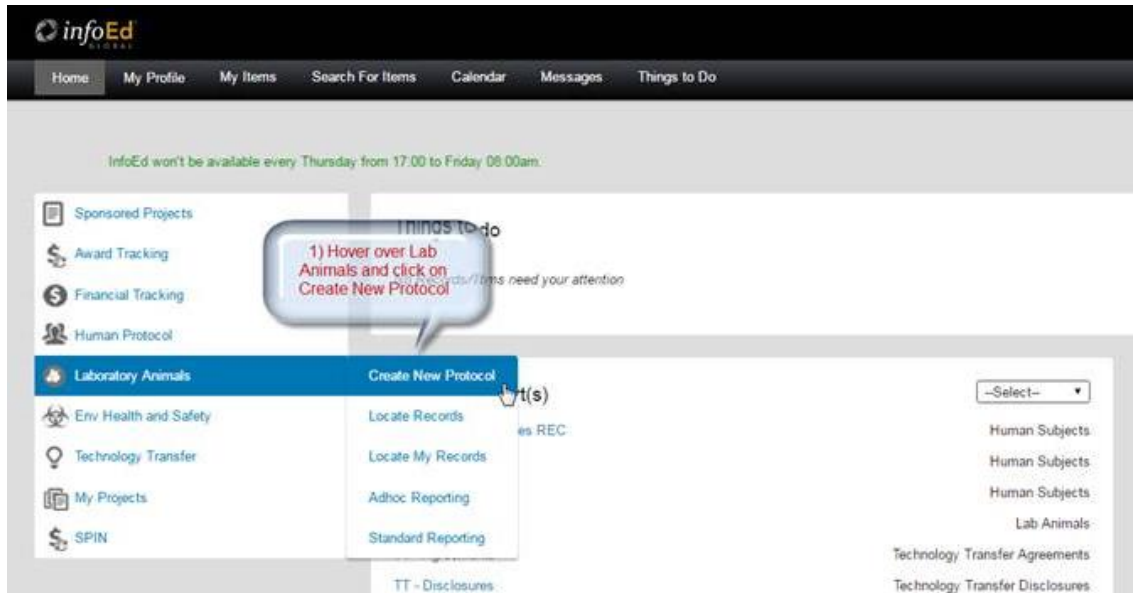 infoEd
GLOBAL
Home My Profile My Items Search For Items Calendar Messages Things to Do
InfoEd won't be available every Thursday from 17:00 to Friday 08:00am.
Sponsored Projects
Award Tracking
Financial Tracking
Human Protocol
Laboratory Animals
Env Health and Safety
Technology Transfer
My Projects
SPIN
Things to do
1) Hover over Lab
Animals and click on
Create New Protocol
need your attention
Create New Protocol
Locate Records
Locate My Records
Adhoc Reporting
Standard Reporting
rt(s)
--Select--
es REC Human Subjects
Human Subjects
Human Subjects
Lab Animals
Technology Transfer Agreements
TT - Disclosures Technology Transfer Disclosures